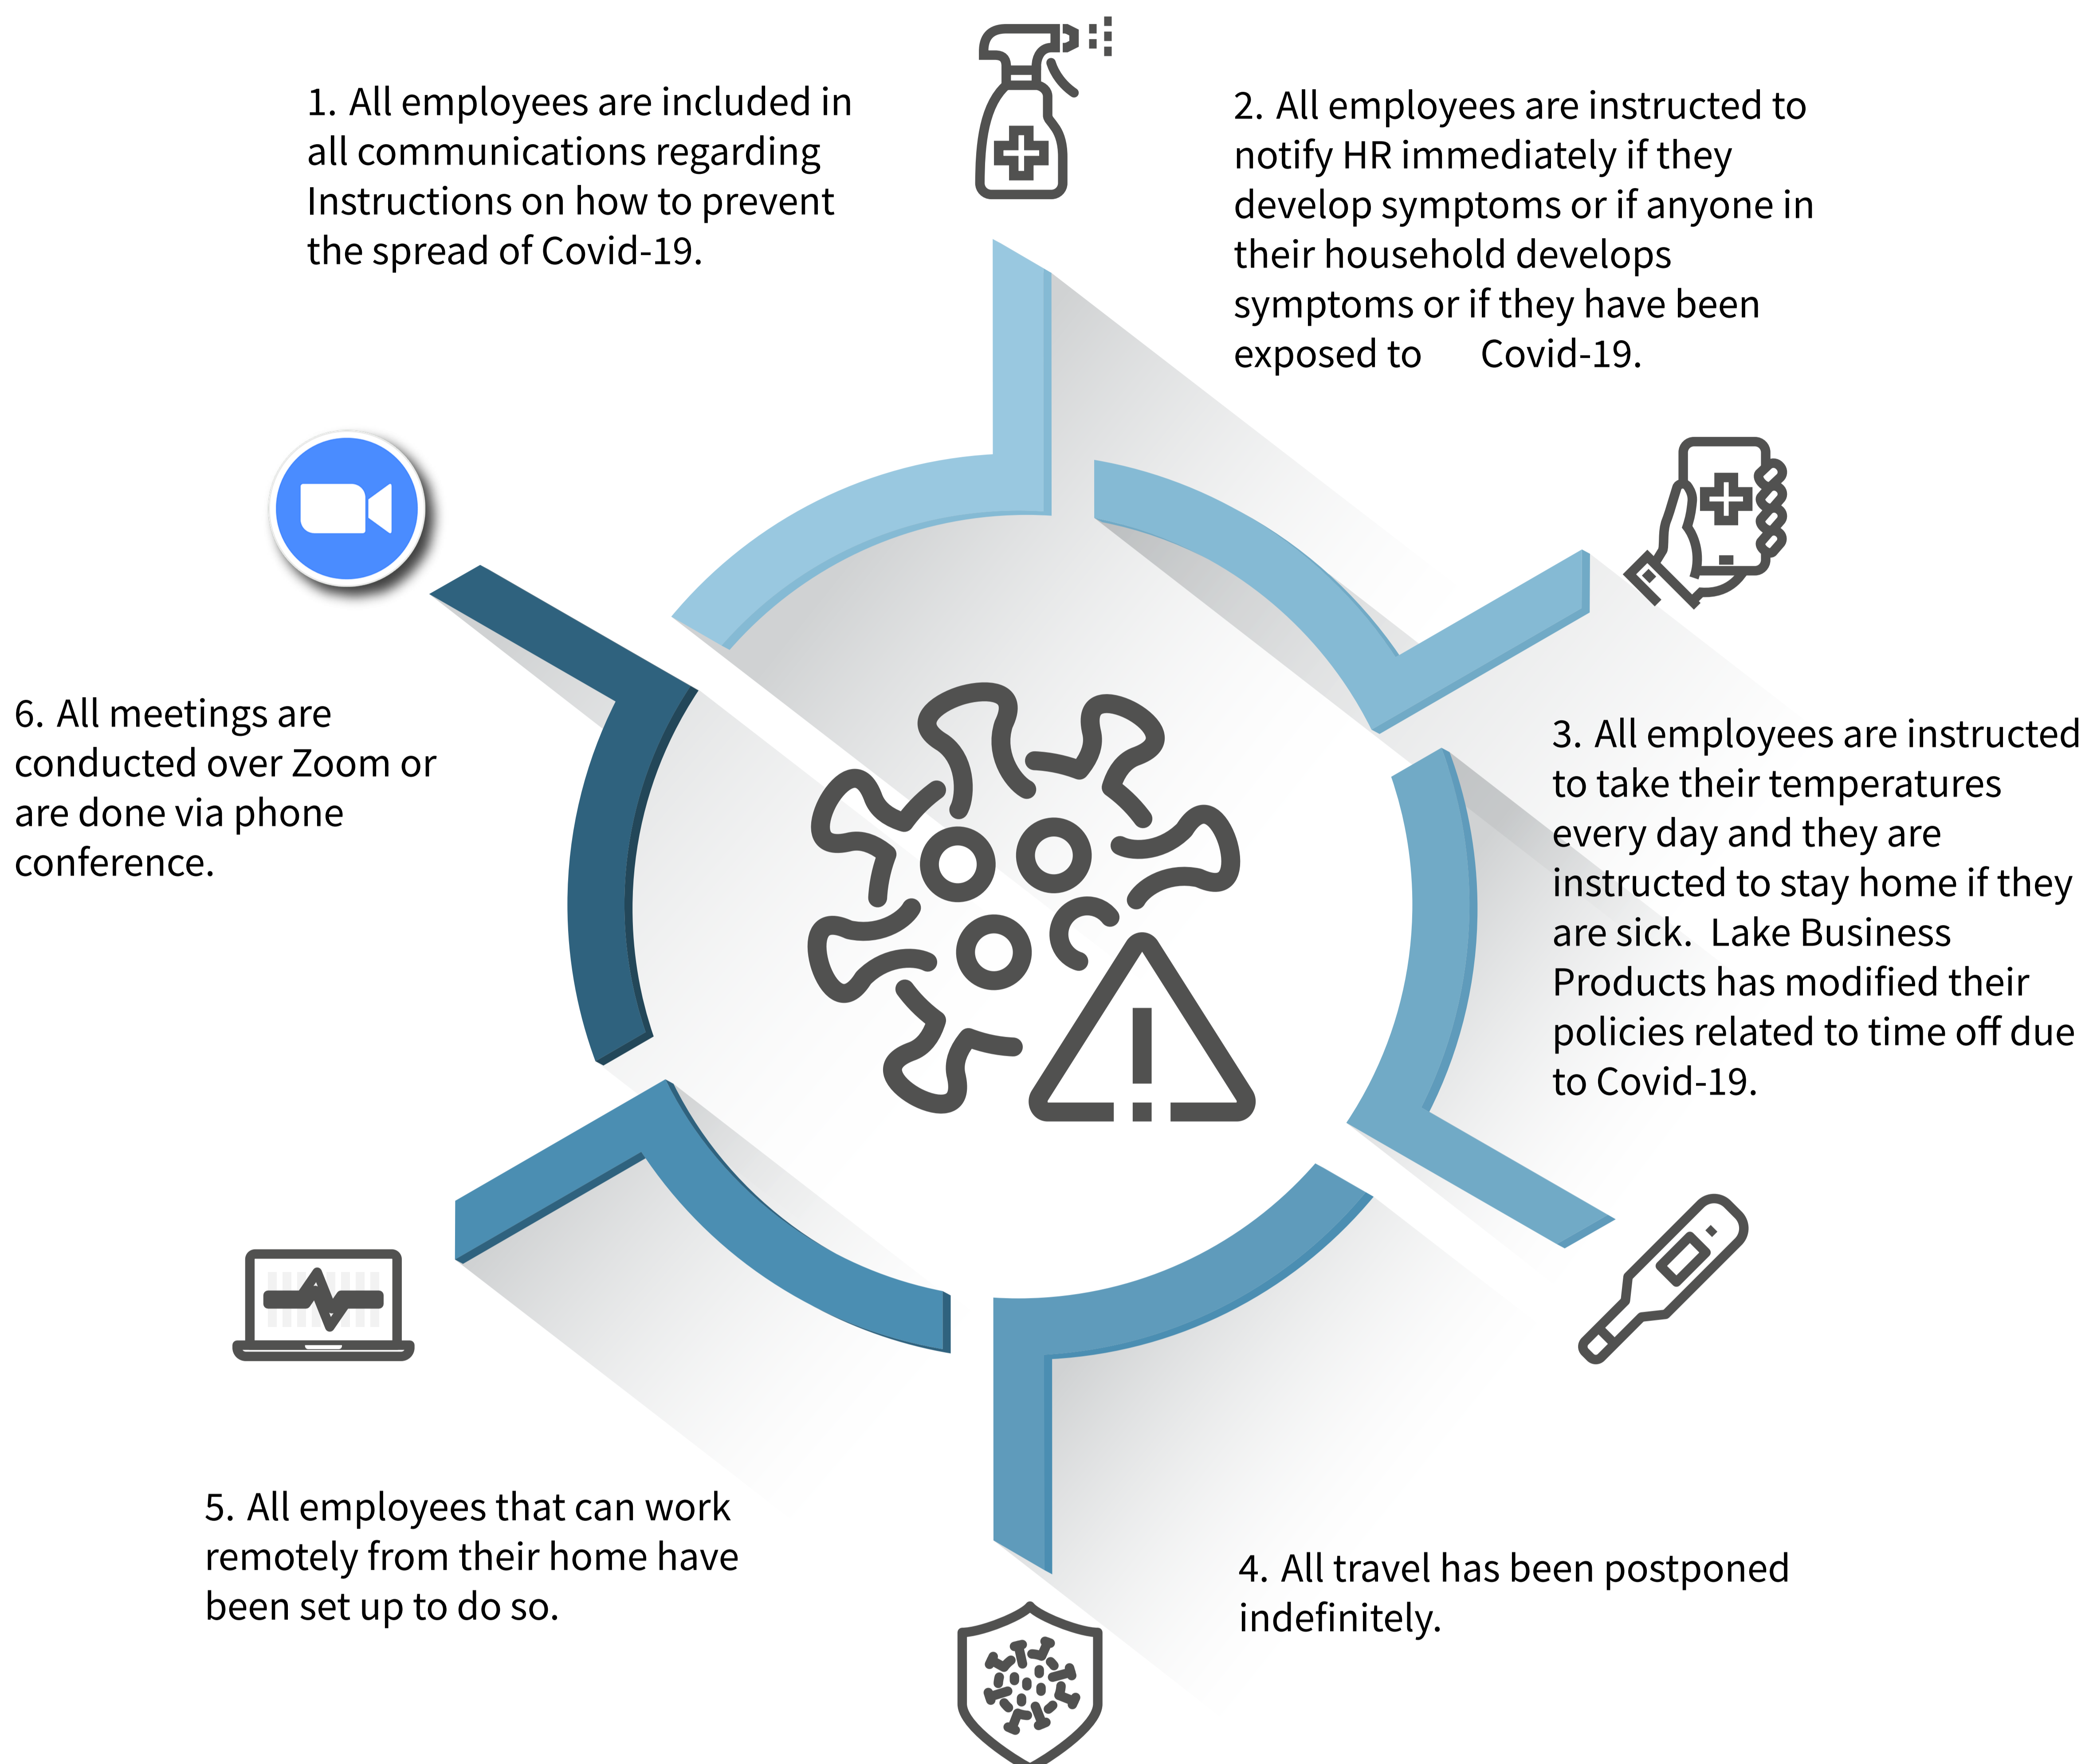 1. All employees are included in
all communications regarding
Instructions on how to prevent
the spread of Covid-19.
2. All employees are instructed to
notify HR immediately if they
develop symptoms or if anyone in
their household develops
symptoms or if they have been
exposed to Covid-19.
3. All employees are instructed
to take their temperatures
every day and they are
instructed to stay home if they
are sick. Lake Business
Products has modified their
policies related to time off due
to Covid-19.
4. All travel has been postponed
indefinitely.
5. All employees that can work
remotely from their home have
been set up to do so.
6. All meetings are
conducted over Zoom or
are done via phone
conference.